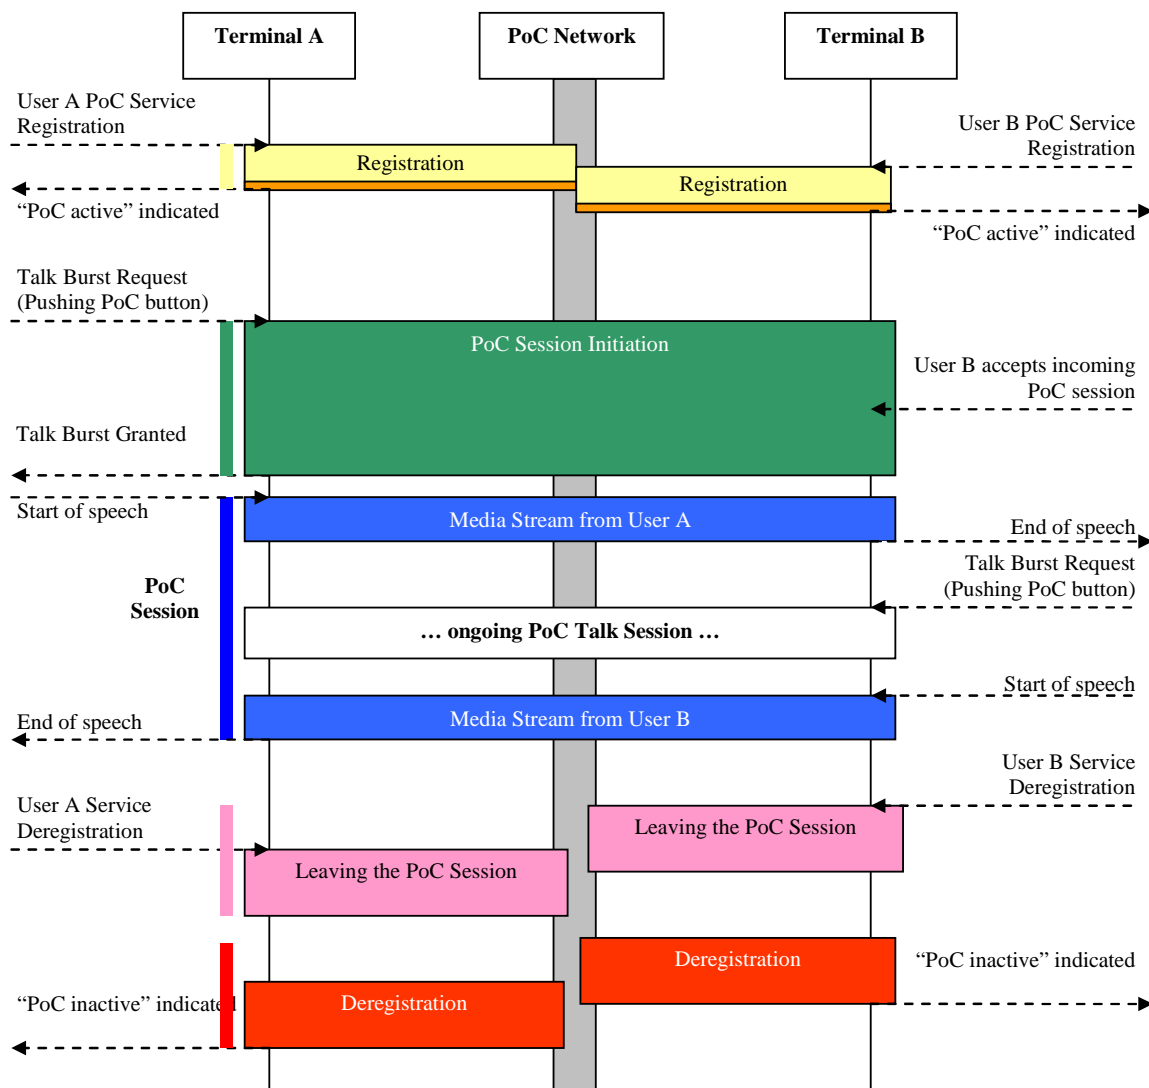 Terminal A
PoC Network
Terminal B
User A PoC Service
Registration
User B PoC Service
Registration
Registration
Registration
“PoC active” indicated
“PoC active” indicated
Talk Burst Request
(Pushing PoC button)
PoC Session Initiation
User B accepts incoming
PoC session
Talk Burst Granted
Start of speech
Media Stream from User A
End of speech
Talk Burst Request
(Pushing PoC button)
PoC
Session
… ongoing PoC Talk Session …
Start of speech
Media Stream from User B
End of speech
User B Service
Deregistration
User A Service
Deregistration
Leaving the PoC Session
Leaving the PoC Session
Deregistration
“PoC inactive” indicated
“PoC inactive” indicated
Deregistration